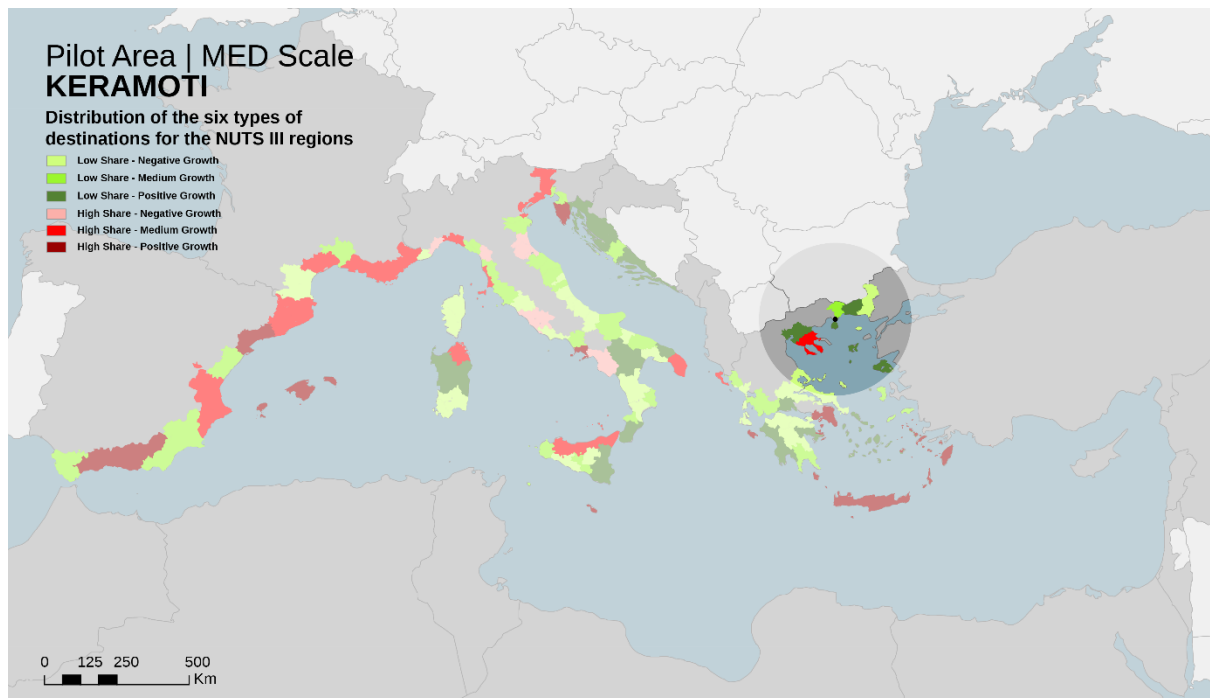 Pilot Area | MED Scale
KERAMOTI
Distribution of the six types of
destinations for the NUTS III regions
Low Share - Negative Growth
Low Share - Medium Growth
Low Share - Positive Growth
High Share - Negative Growth
High Share - Medium Growth
High Share - Positive Growth
0 125 250 500
Km